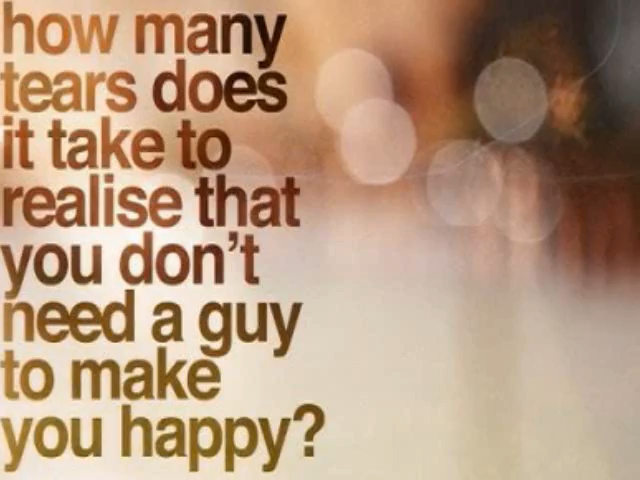 how many
tears does
it take to
realise that
you don't
need a guy
to make
you happy?